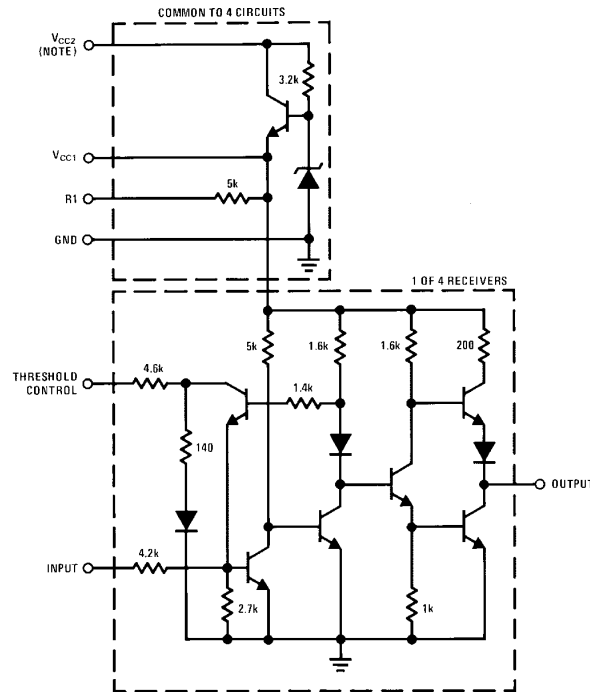 COMMON TO 4 CIRCUITS
VCC2
(NOTE)
3.2k
VCC1
5k
R1
GND
1 OF 4 RECEIVERS
5k
1.6k
1.6k
200
4.6k
THRESHOLD
CONTROL
1.4k
140
OUTPUT
4.2k
INPUT
2.7k
1k